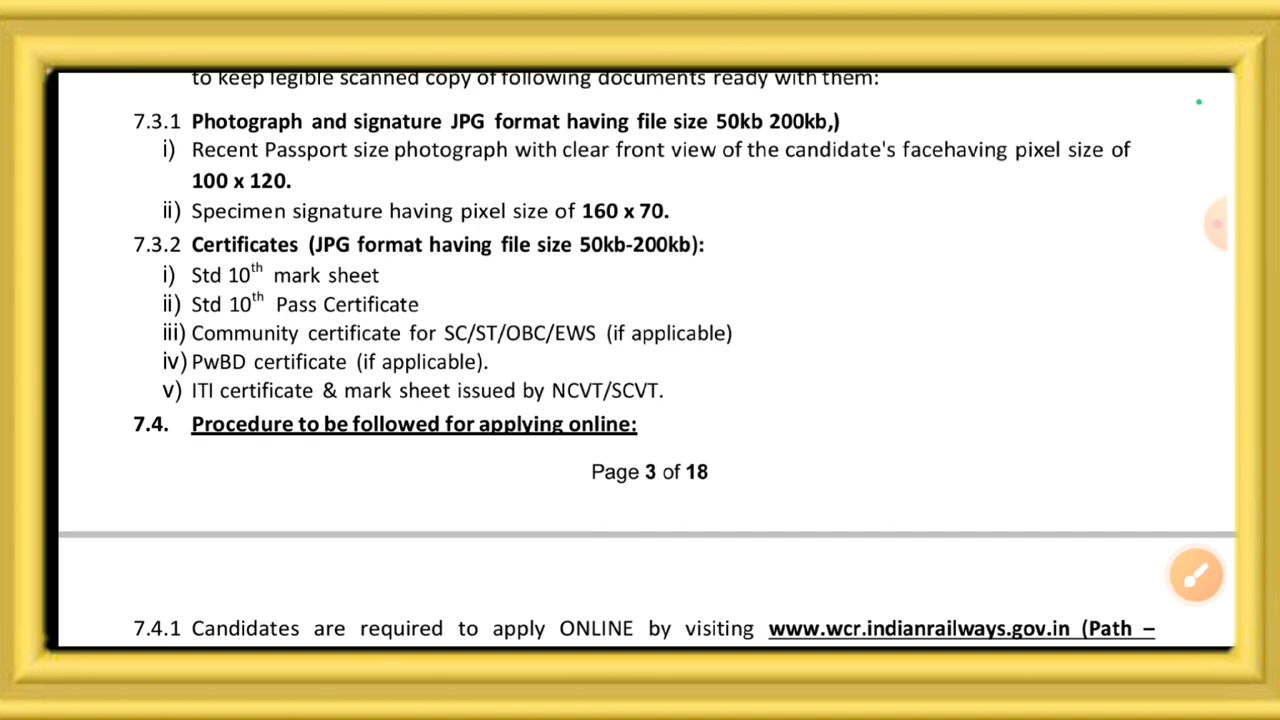 to keep legible scanned copy of following documents ready with them:
7.3.1 Photograph and signature JPG format having file size 50kb 200kb,)
i) Recent Passport size photograph with clear front view of the candidate's facehaving pixel size of
100 x 120.
ii) Specimen signature having pixel size of 160 x 70.
7.3.2 Certificates (JPG format having file size 50kb-200kb):
i) Std 10th mark sheet
ii) Std 10th Pass Certificate
iii) Community certificate for SC/ST/OBC/EWS (if applicable)
iv) PwBD certificate (if applicable).
v) ITI certificate & mark sheet issued by NCVT/SCVT.
7.4. Procedure to be followed for applying online:
Page 3 of 18
7.4.1 Candidates are required to apply ONLINE by visiting www.wcr.indianrailways.gov.in (Path –